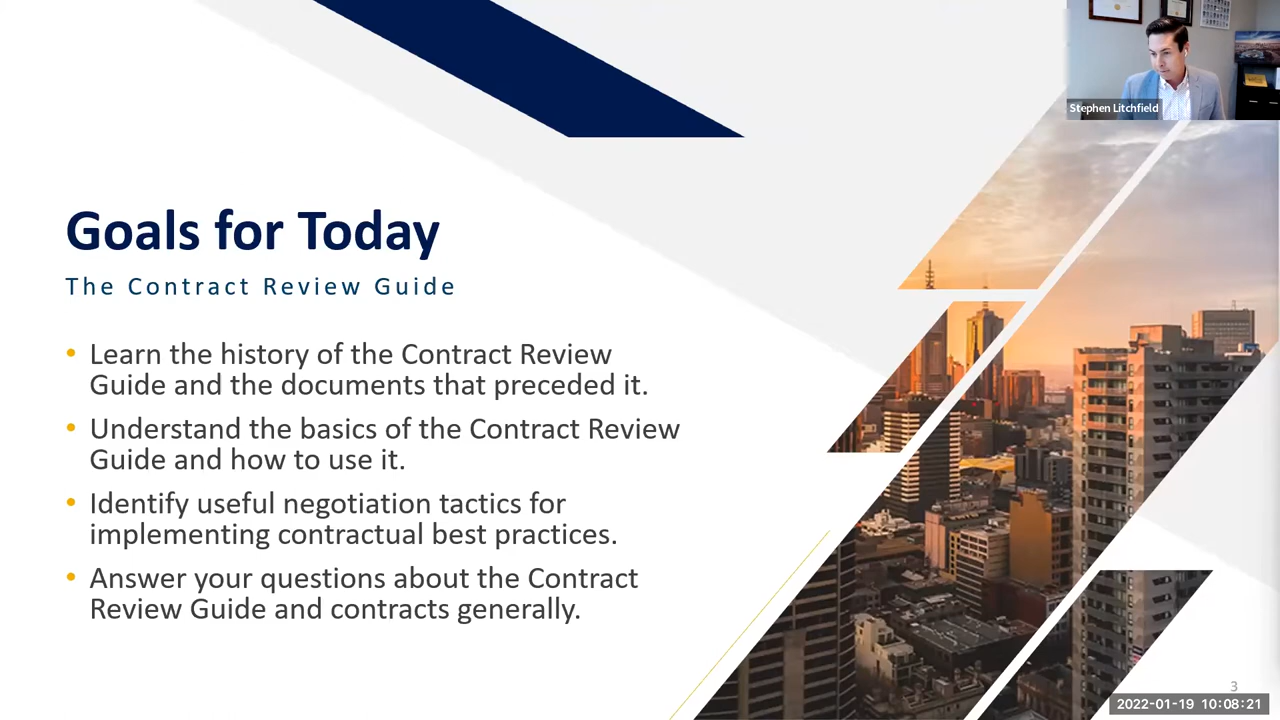 Stephen Litchfield
Goals for Today
The Contract Review Guide
• Learn the history of the Contract Review
Guide and the documents that preceded it.
• Understand the basics of the Contract Review
Guide and how to use it.
• Identify useful negotiation tactics for
implementing contractual best practices.
• Answer your questions about the Contract
Review Guide and contracts generally.
3
2022-01-19 10:08:21